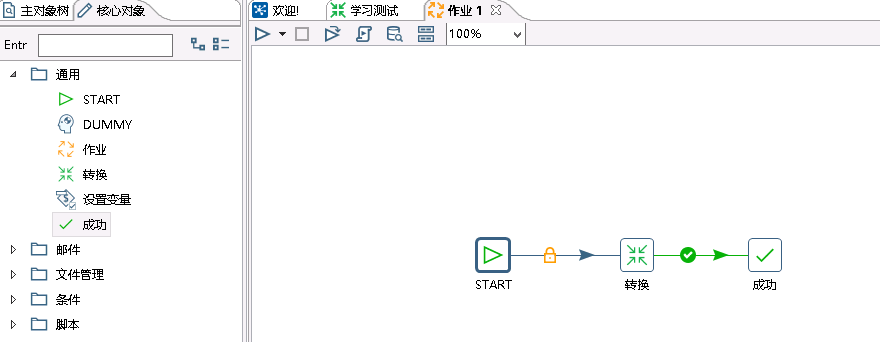 主对象树 核心对象 欢迎! 学习测试 作业 1
Entr 100%
通用
START
DUMMY
作业
转换
设置变量
成功
邮件
文件管理
条件
脚本
START 转换 成功